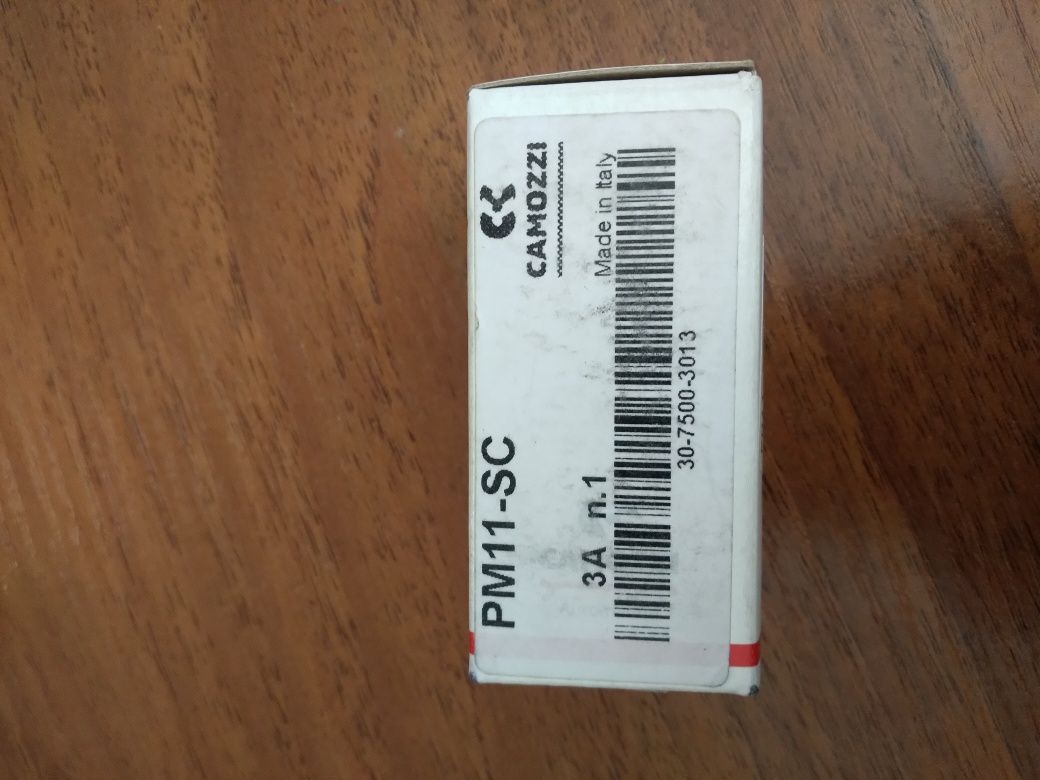 PM11-SC
CAMOZZI
3A n.1
Made in Italy
30-7500-3013